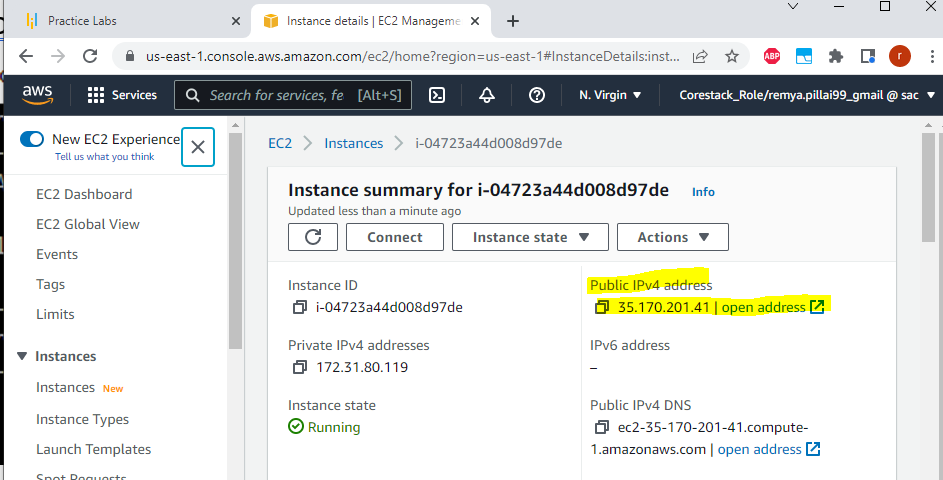 Practice Labs
Instance details | EC2 Manageme
us-east-1.console.aws.amazon.com/ec2/home?region=us-east-1#InstanceDetails:inst...
ABP
r
aws
Services
Search for services, fe [Alt+S]
N. Virgin
Corestack_Role/remya.pillai99_gmail @ sac
New EC2 Experience
Tell us what you think
EC2 Dashboard
EC2 Global View
Events
Tags
Limits
Instances
Instances New
Instance Types
Launch Templates
Spot Requests
EC2 > Instances > i-04723a44d008d97de
Instance summary for i-04723a44d008d97de Info
Updated less than a minute ago
Connect
Instance state
Actions
Instance ID
i-04723a44d008d97de
Private IPv4 addresses
172.31.80.119
Instance state
Running
Public IPv4 address
35.170.201.41 | open address
IPv6 address
–
Public IPv4 DNS
ec2-35-170-201-41.compute-
1.amazonaws.com | open address